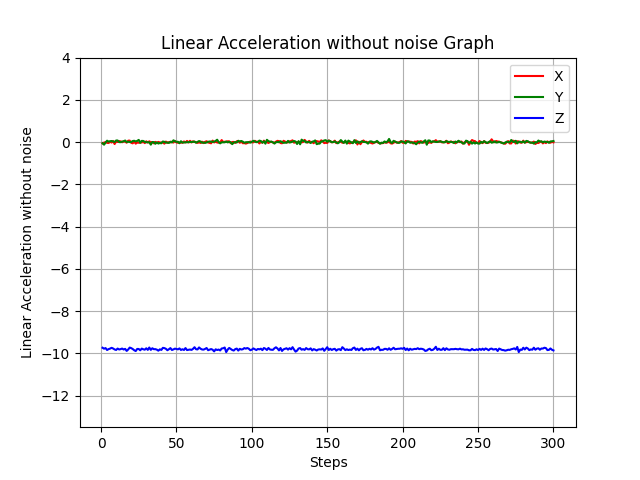 Linear Acceleration without noise Graph
X
Y
Z
Linear Acceleration without noise
4
2
0
−2
−4
−6
−8
−10
−12
0 50 100 150 200 250 300
Steps